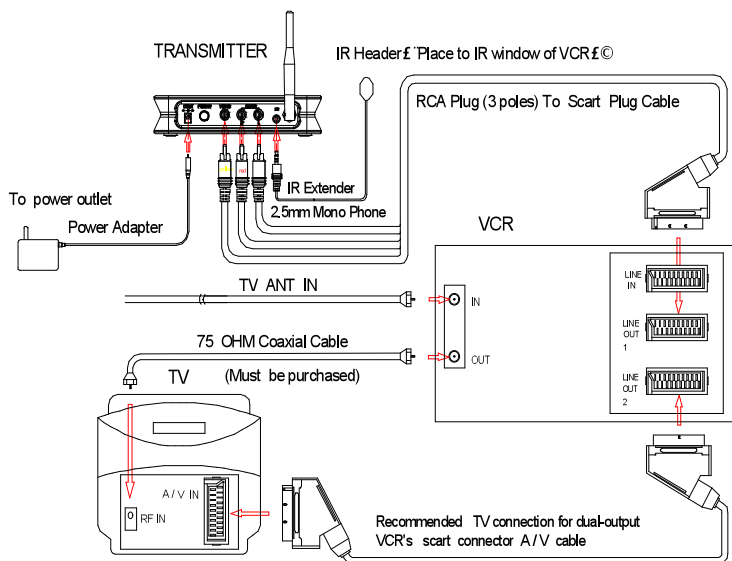 TRANSMITTER
IR Header£¨Place to IR window of VCR£©
RCA Plug (3 poles) To Scart Plug Cable
red
IR Extender
2.5mm Mono Phone
To power outlet
Power Adapter
VCR
TV ANT IN
IN
LINE
IN
LINE
OUT
1
75 OHM Coaxial Cable
OUT
(Must be purchased)
LINE
OUT
2
TV
A/V IN
RF IN
Recommended TV connection for dual-output
VCR's scart connector A/V cable